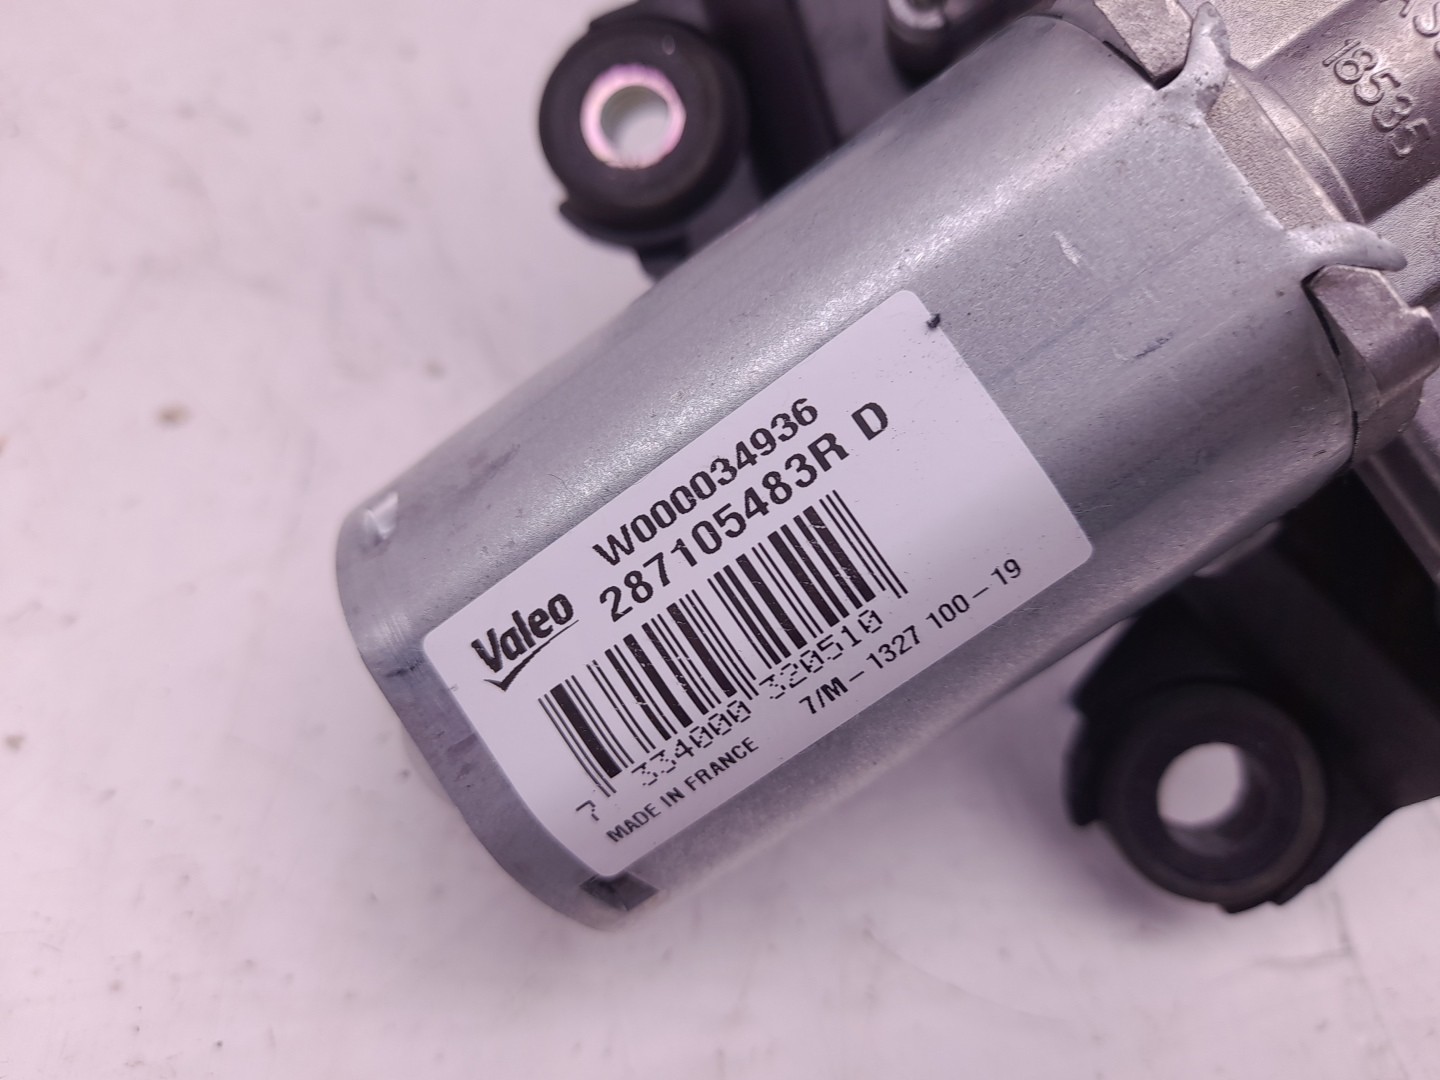 18535
W000034936
287105483R D
Valeo
7 334000 320510
MADE IN FRANCE 7/M - 1327 100 - 19